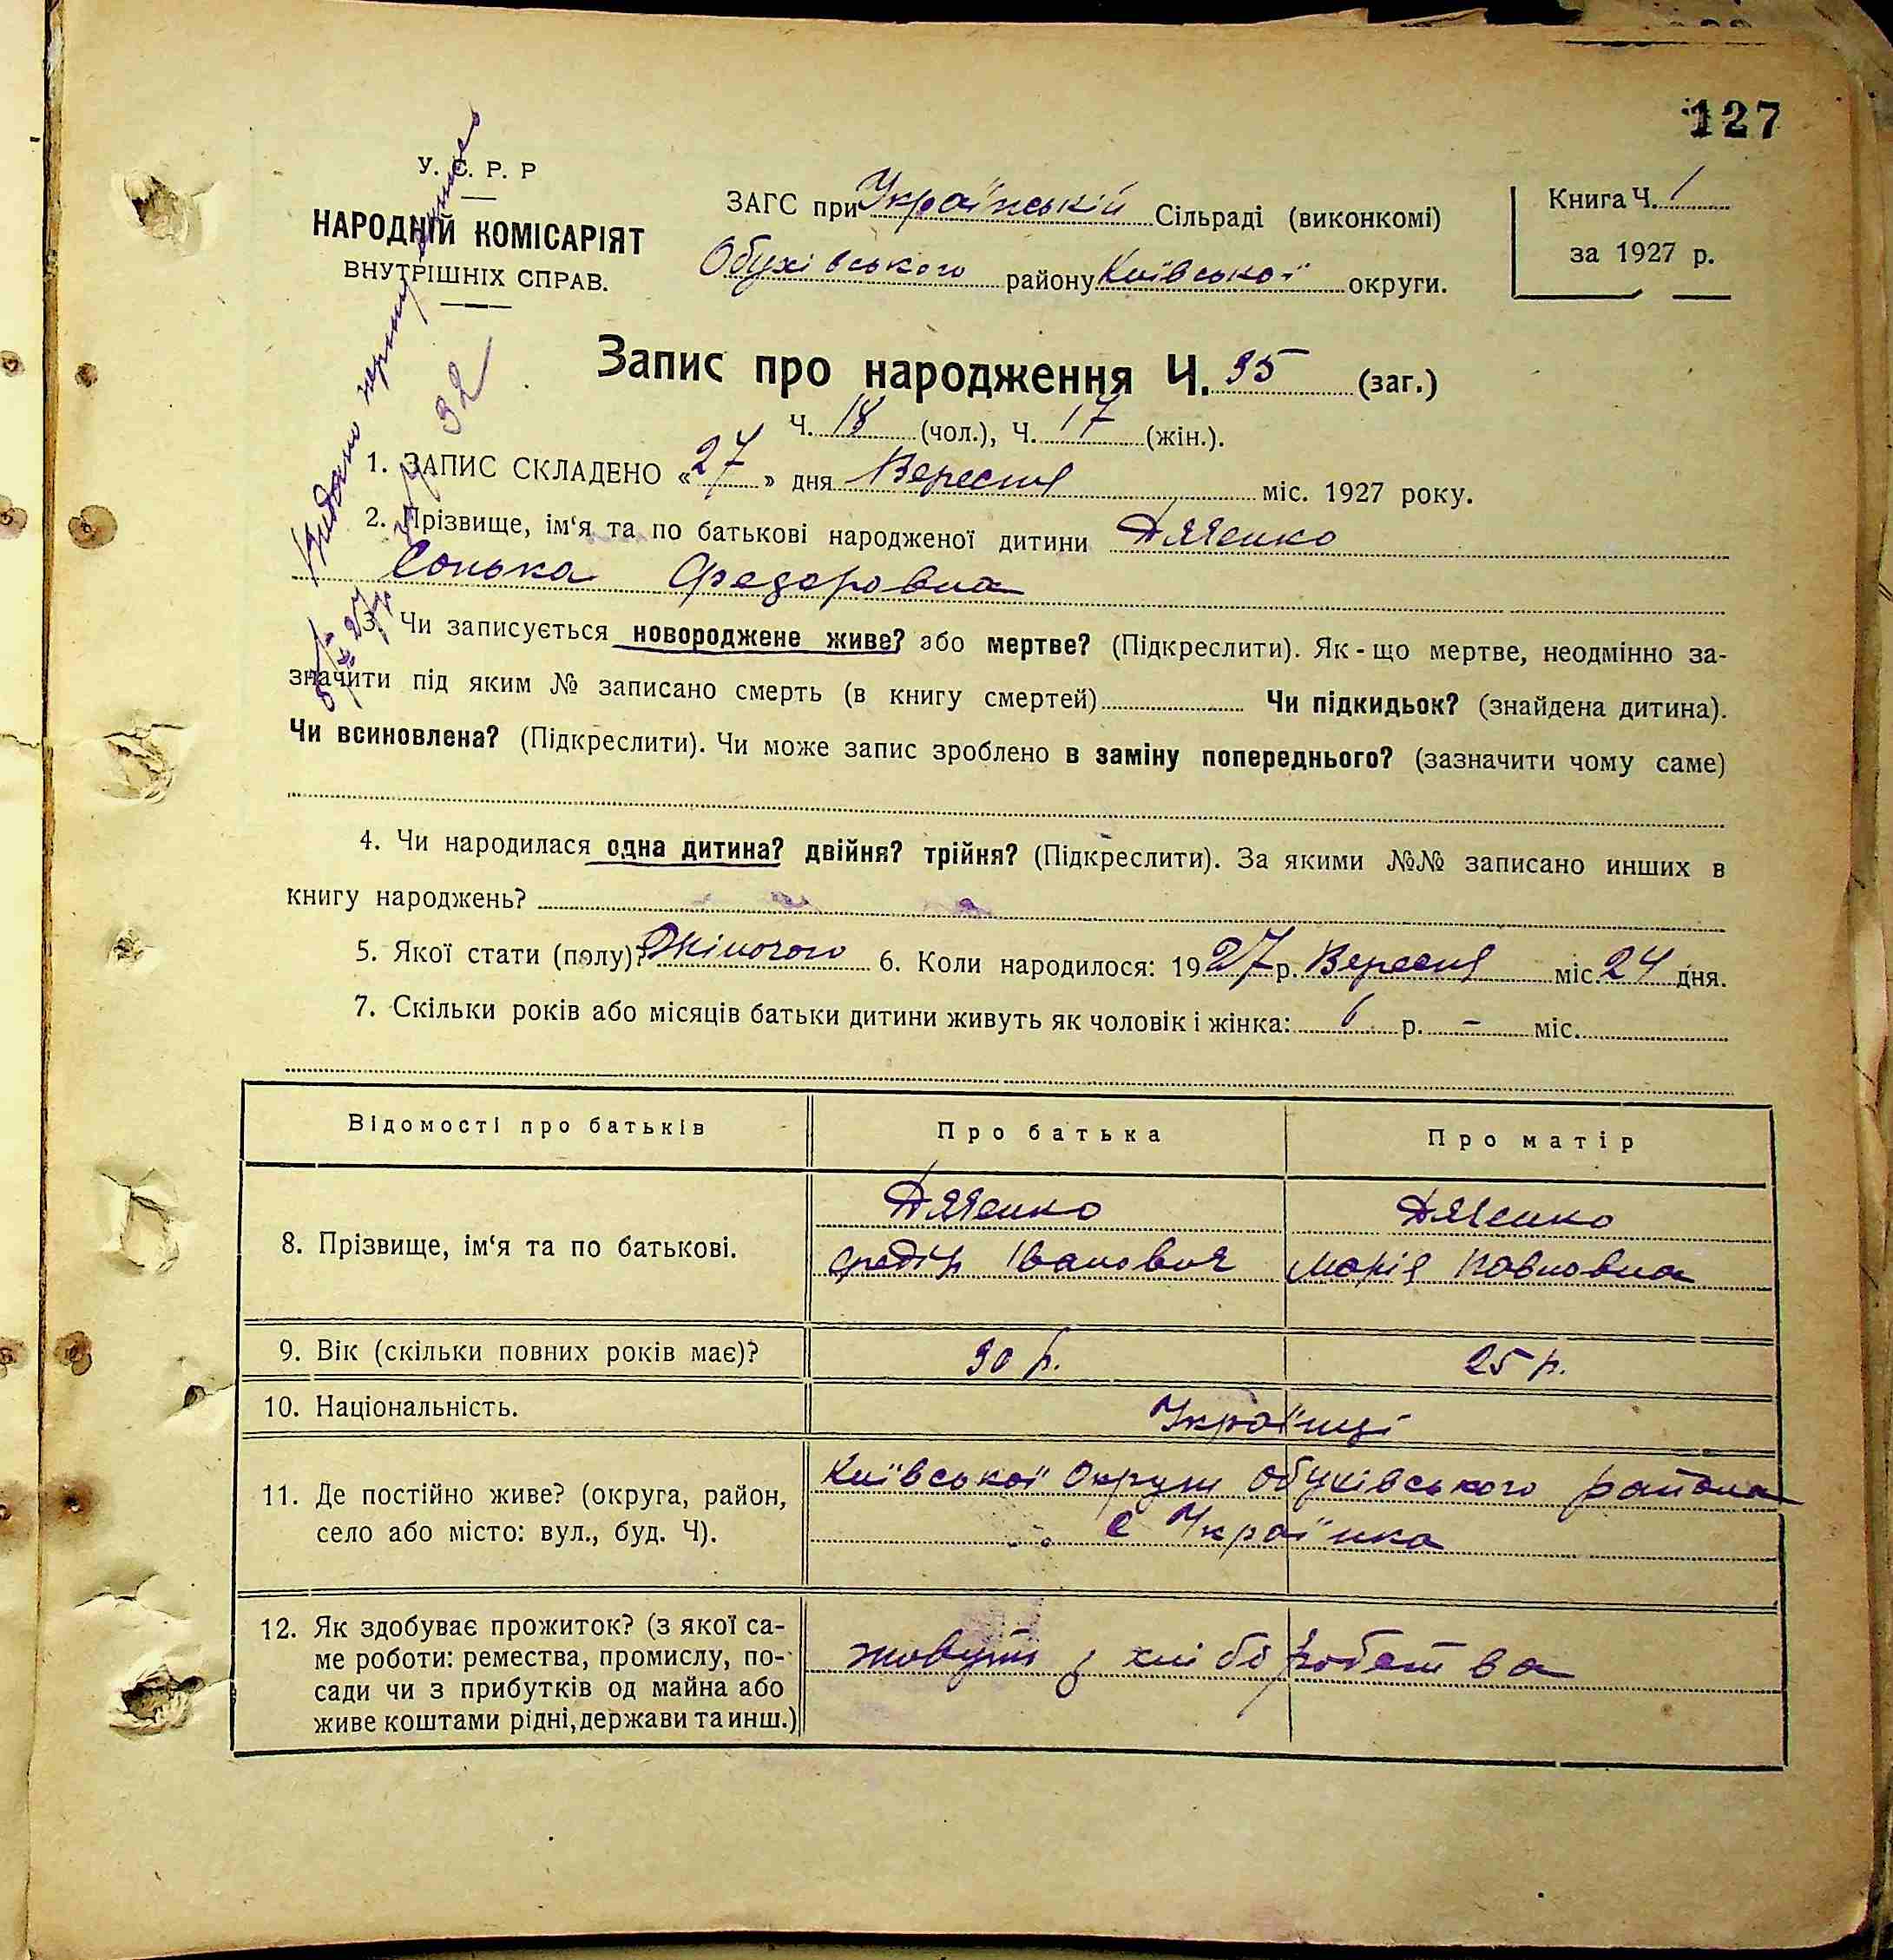 127
У. С. Р. Р
НАРОДНІЙ КОМІСАРІЯТ
ВНУТРІШНІХ СПРАВ.
ЗАГС при Українській Сільраді (виконкомі)
Обухівського району Київської округи.
Книга Ч. 1
за 1927 р.
Видано
32
Запис про народження Ч. 35 (заг.)
Ч. 18 (чол.), Ч. 17 (жін.).
1. ЗАПИС СКЛАДЕНО «27» дня Вересня міс. 1927 року.
2. Прізвище, ім‘я та по батькові народженої дитини Дяченко
Сонька Федоровна
3. Чи записується новороджене живе? або мертве? (Підкреслити). Як-що мертве, неодмінно за-
значити під яким № записано смерть (в книгу смертей) Чи підкидьок? (знайдена дитина).
Чи всиновлена? (Підкреслити). Чи може запис зроблено в заміну попереднього? (зазначити чому саме)
4. Чи народилася одна дитина? двійня? трійня? (Підкреслити). За якими №№ записано инших в
книгу народжень?
5. Якої стати (полу)? Жіночого 6. Коли народилося: 1927 р. Вересня міс. 24 дня.
7. Скільки років або місяців батьки дитини живуть як чоловік і жінка: 6 р. – міс.
Відомості про батьків Про батька Про матір
8. Прізвище, ім‘я та по батькові.
Дяченко Дяченко
Федір Іванович Марія Павловна
9. Вік (скільки повних років має)? 30 р. 25 р.
10. Національність. Українці
11. Де постійно живе? (округа, район,
село або місто: вул., буд. Ч).
Київської Округи Обухівського района
с Українка
12. Як здобуває прожиток? (з якої са-
ме роботи: ремества, промислу, по-
сади чи з прибутків од майна або
живе коштами рідні, держави та инш.)
живуть з хліборобства